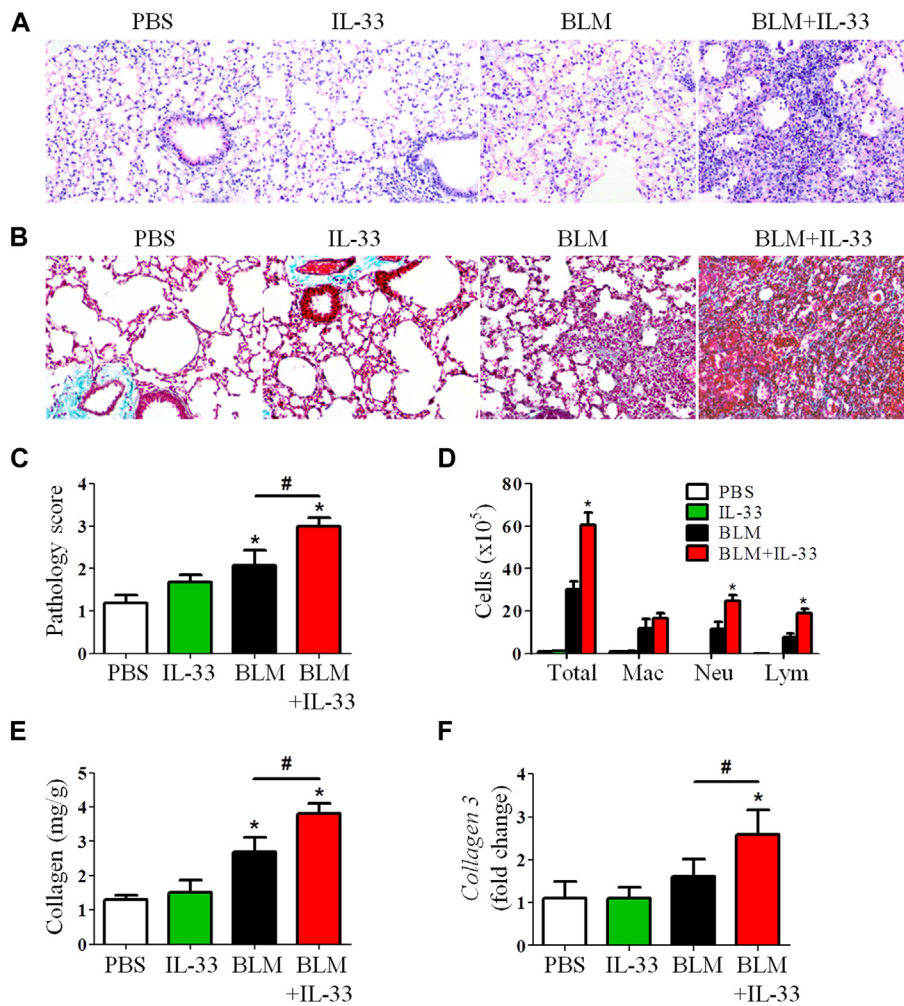 A
PBS IL-33 BLM BLM+IL-33
B
PBS IL-33 BLM BLM+IL-33
C
Pathology score
4
3
2
1
0
#
*
*
PBS IL-33 BLM BLM
+IL-33
D
Cells (x10⁵)
80
60
40
20
0
*
*
*
PBS
IL-33
BLM
BLM+IL-33
Total Mac Neu Lym
E
Collagen (mg/g)
5
4
3
2
1
0
#
*
*
PBS IL-33 BLM BLM
+IL-33
F
Collagen 3
(fold change)
4
3
2
1
0
#
*
PBS IL-33 BLM BLM
+IL-33